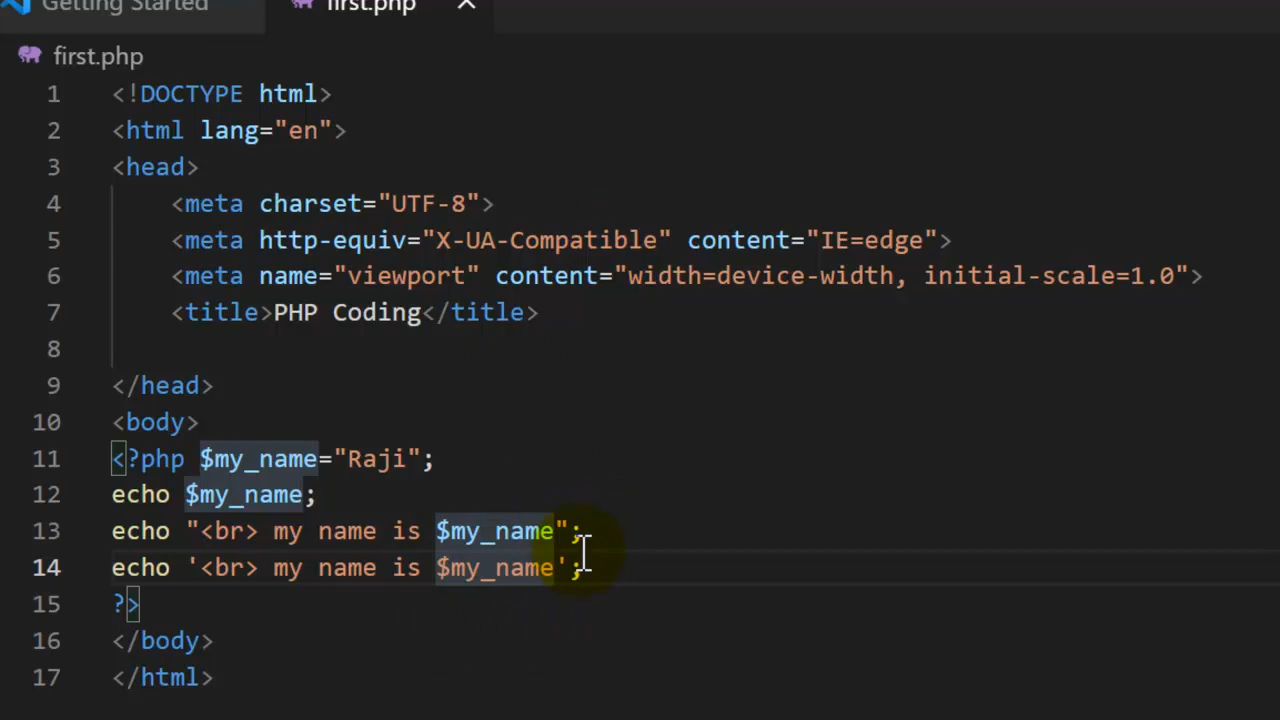 Getting Started first.php
first.php
1 <!DOCTYPE html>
2 <html lang="en">
3 <head>
4 <meta charset="UTF-8">
5 <meta http-equiv="X-UA-Compatible" content="IE=edge">
6 <meta name="viewport" content="width=device-width, initial-scale=1.0">
7 <title>PHP Coding</title>
8
9 </head>
10 <body>
11 <?php $my_name="Raji";
12 echo $my_name;
13 echo "<br> my name is $my_name";
14 echo '<br> my name is $my_name';
15 ?>
16 </body>
17 </html>